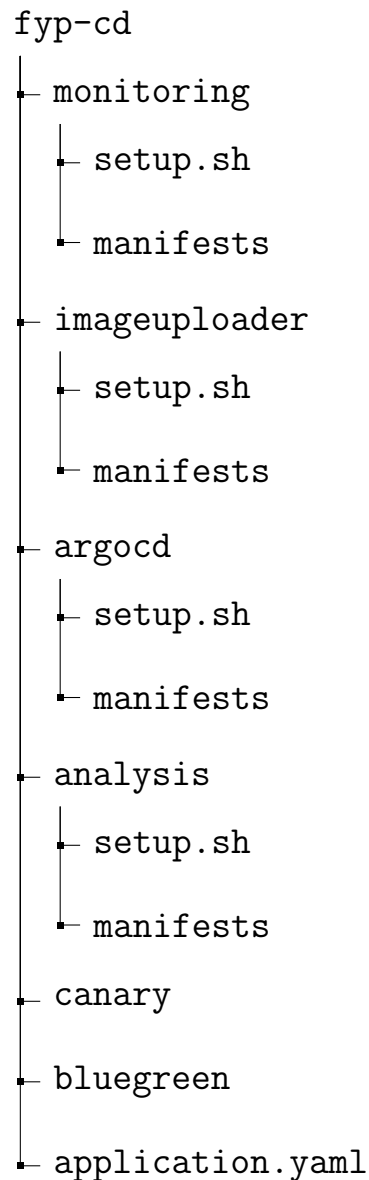 fyp-cd
monitoring
setup.sh
manifests
imageuploader
setup.sh
manifests
argocd
setup.sh
manifests
analysis
setup.sh
manifests
canary
bluegreen
application.yaml